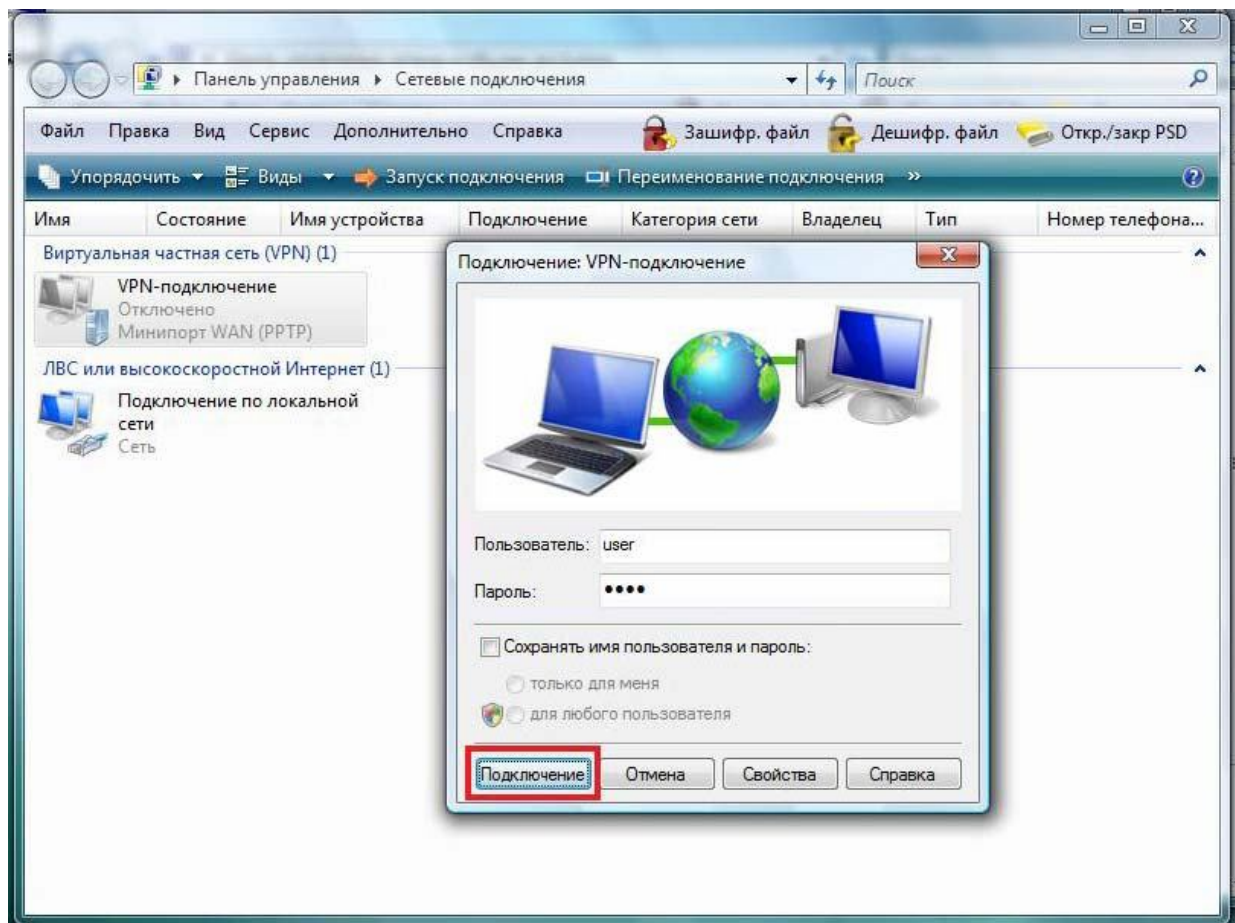 Панель управления ▸ Сетевые подключения
Поиск
Файл Правка Вид Сервис Дополнительно Справка Зашифр. файл Дешифр. файл Откр./закр PSD
Упорядочить Виды Запуск подключения Переименование подключения »
Имя Состояние Имя устройства Подключение Категория сети Владелец Тип Номер телефона...
Виртуальная частная сеть (VPN) (1)
VPN-подключение
Отключено
Минипорт WAN (PPTP)
ЛВС или высокоскоростной Интернет (1)
Подключение по локальной
сети
Сеть
Подключение: VPN-подключение
Пользователь: user
Пароль: ••••
Сохранять имя пользователя и пароль:
только для меня
для любого пользователя
Подключение Отмена Свойства Справка